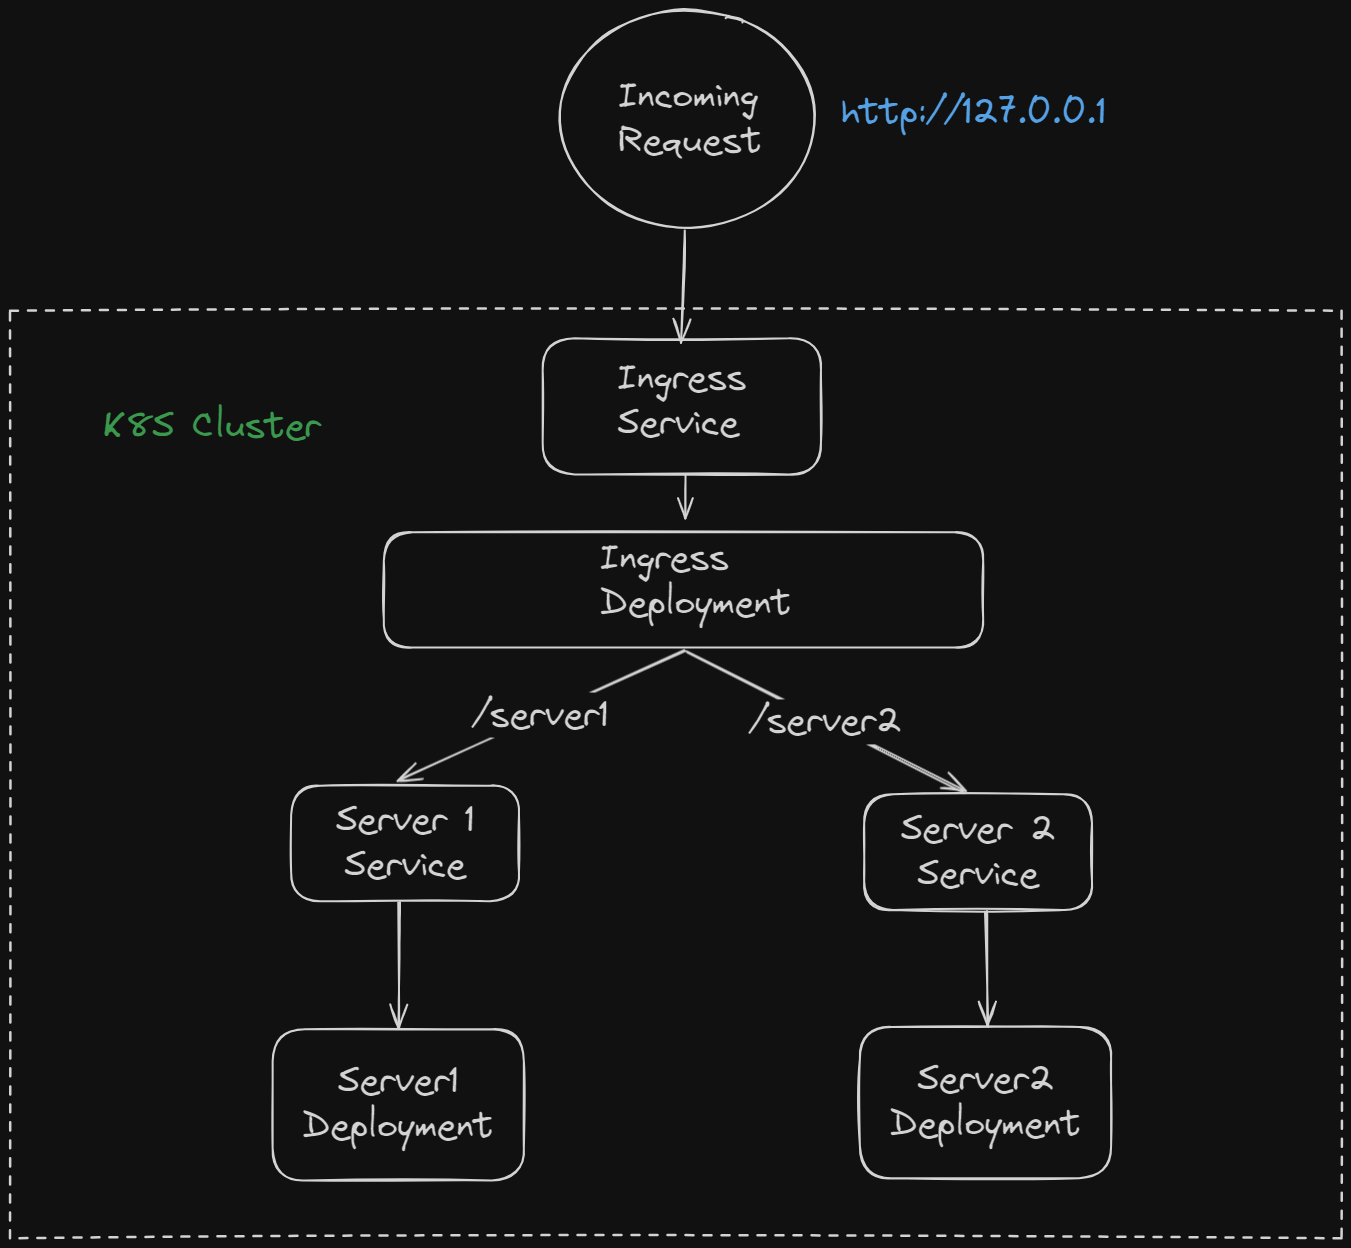 Incoming
Request
http://127.0.0.1
Ingress
Service
K8S Cluster
Ingress
Deployment
/server1
/server2
Server 1
Service
Server 2
Service
Server1
Deployment
Server2
Deployment